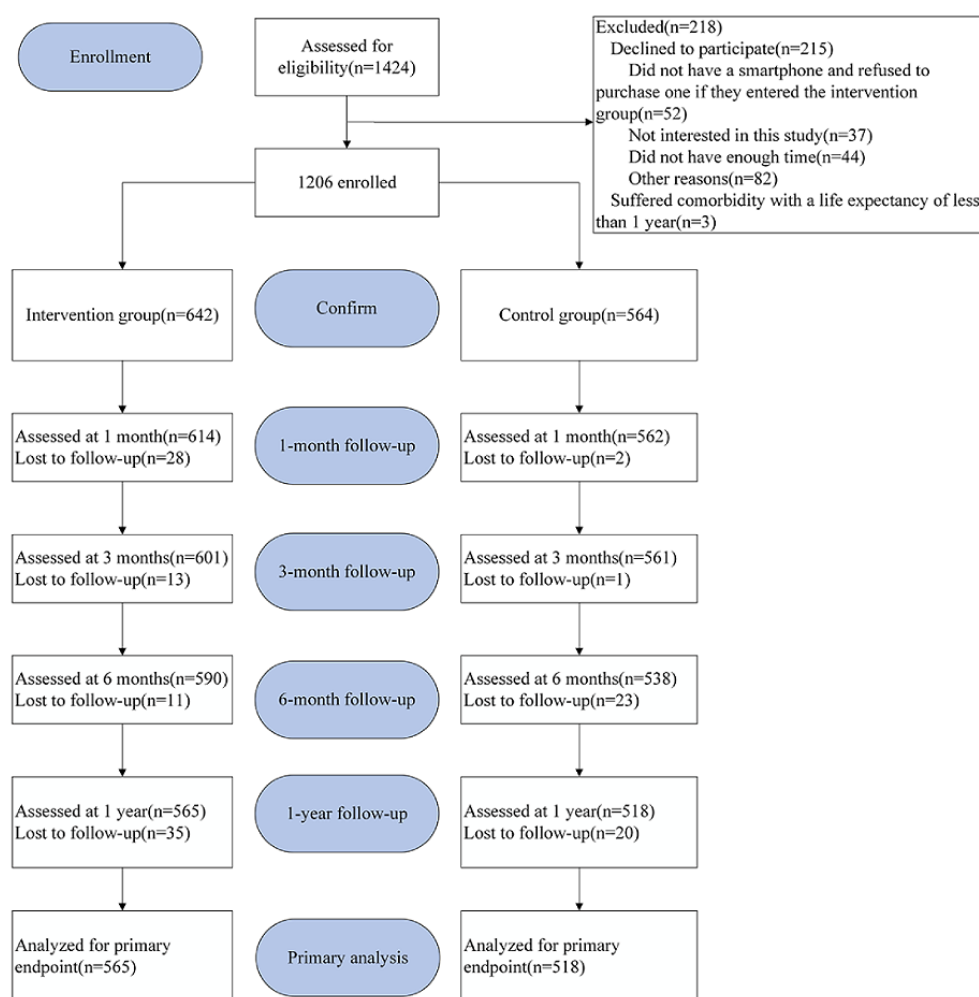 Enrollment
Assessed for
eligibility(n=1424)
Excluded(n=218)
Declined to participate(n=215)
Did not have a smartphone and refused to
purchase one if they entered the intervention
group(n=52)
Not interested in this study(n=37)
Did not have enough time(n=44)
Other reasons(n=82)
Suffered comorbidity with a life expectancy of less
than 1 year(n=3)
1206 enrolled
Intervention group(n=642)
Confirm
Control group(n=564)
Assessed at 1 month(n=614)
Lost to follow-up(n=28)
1-month follow-up
Assessed at 1 month(n=562)
Lost to follow-up(n=2)
Assessed at 3 months(n=601)
Lost to follow-up(n=13)
3-month follow-up
Assessed at 3 months(n=561)
Lost to follow-up(n=1)
Assessed at 6 months(n=590)
Lost to follow-up(n=11)
6-month follow-up
Assessed at 6 months(n=538)
Lost to follow-up(n=23)
Assessed at 1 year(n=565)
Lost to follow-up(n=35)
1-year follow-up
Assessed at 1 year(n=518)
Lost to follow-up(n=20)
Analyzed for primary
endpoint(n=565)
Primary analysis
Analyzed for primary
endpoint(n=518)